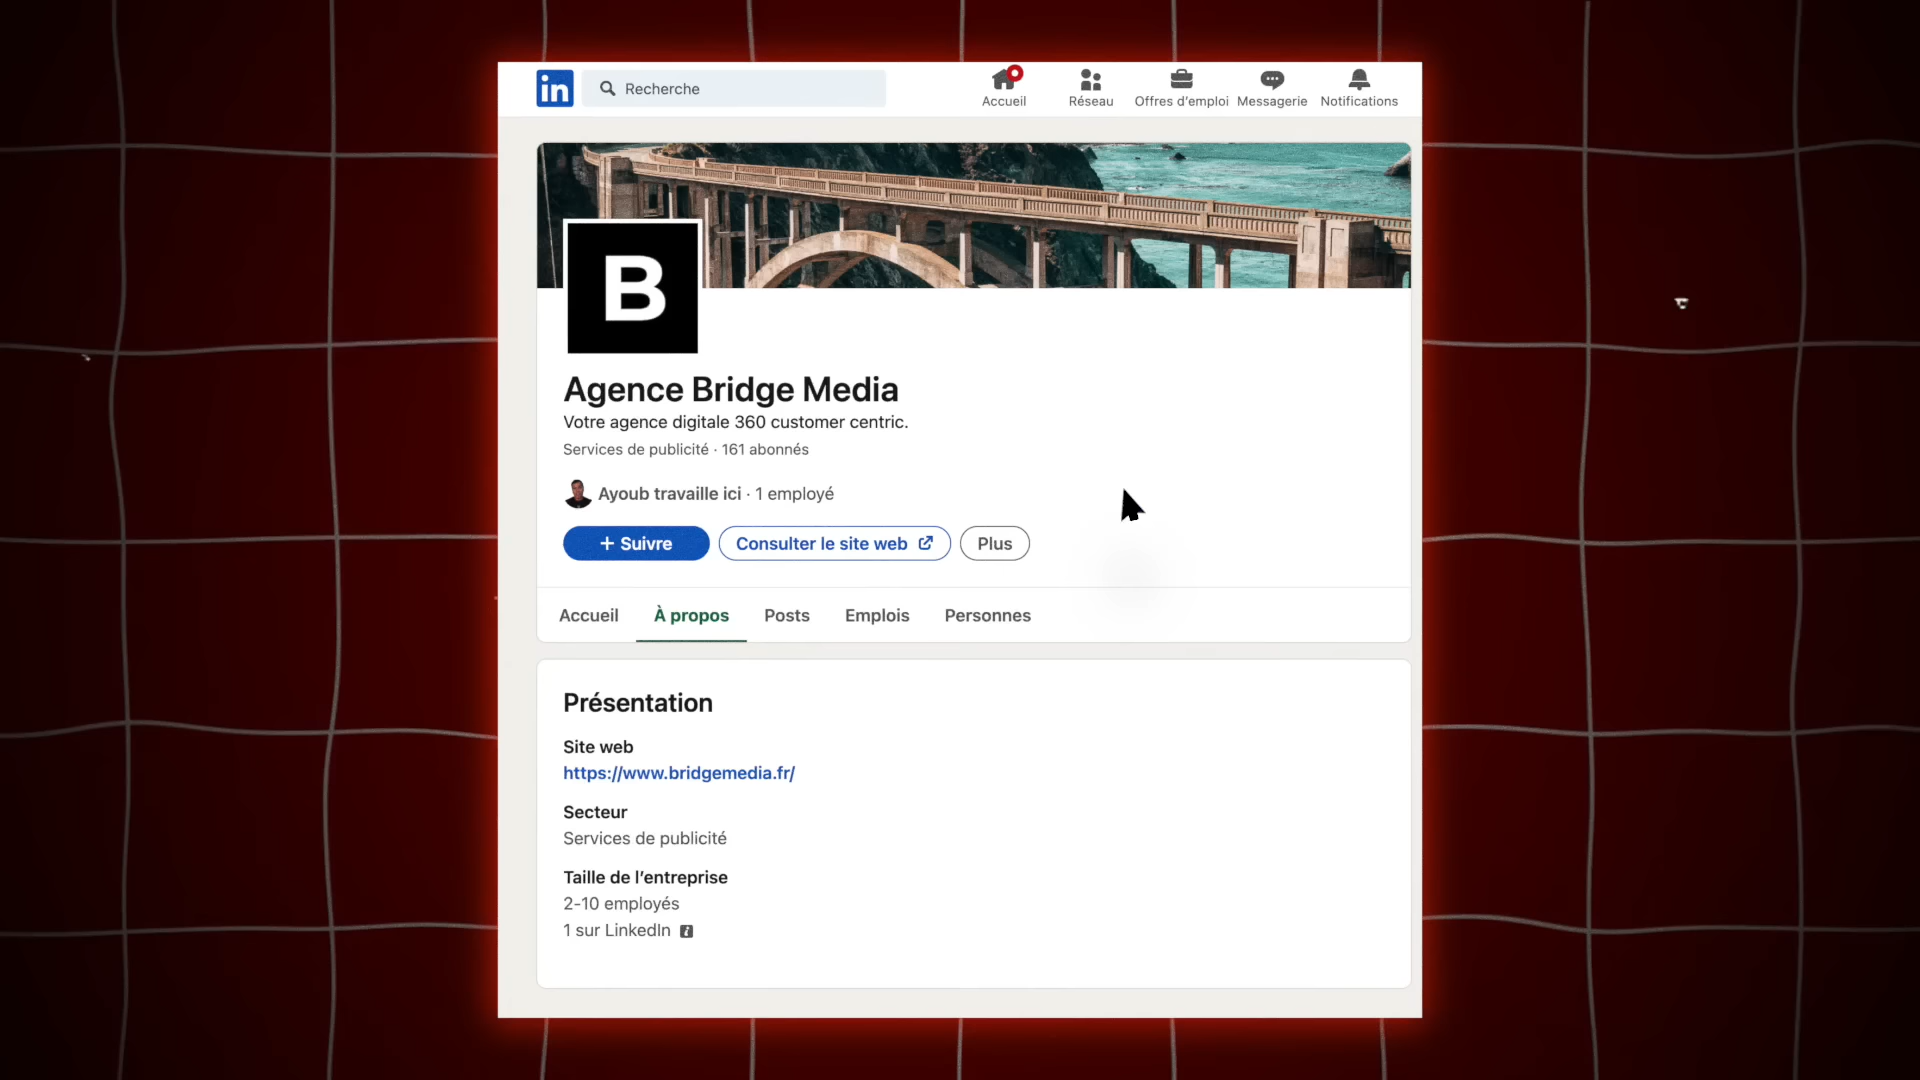 in
Recherche
Accueil
Réseau
Offres d'emploi
Messagerie
Notifications
B
Agence Bridge Media
Votre agence digitale 360 customer centric.
Services de publicité · 161 abonnés
Ayoub travaille ici · 1 employé
+ Suivre
Consulter le site web
Plus
Accueil
À propos
Posts
Emplois
Personnes
Présentation
Site web
https://www.bridgemedia.fr/
Secteur
Services de publicité
Taille de l'entreprise
2-10 employés
1 sur LinkedIn